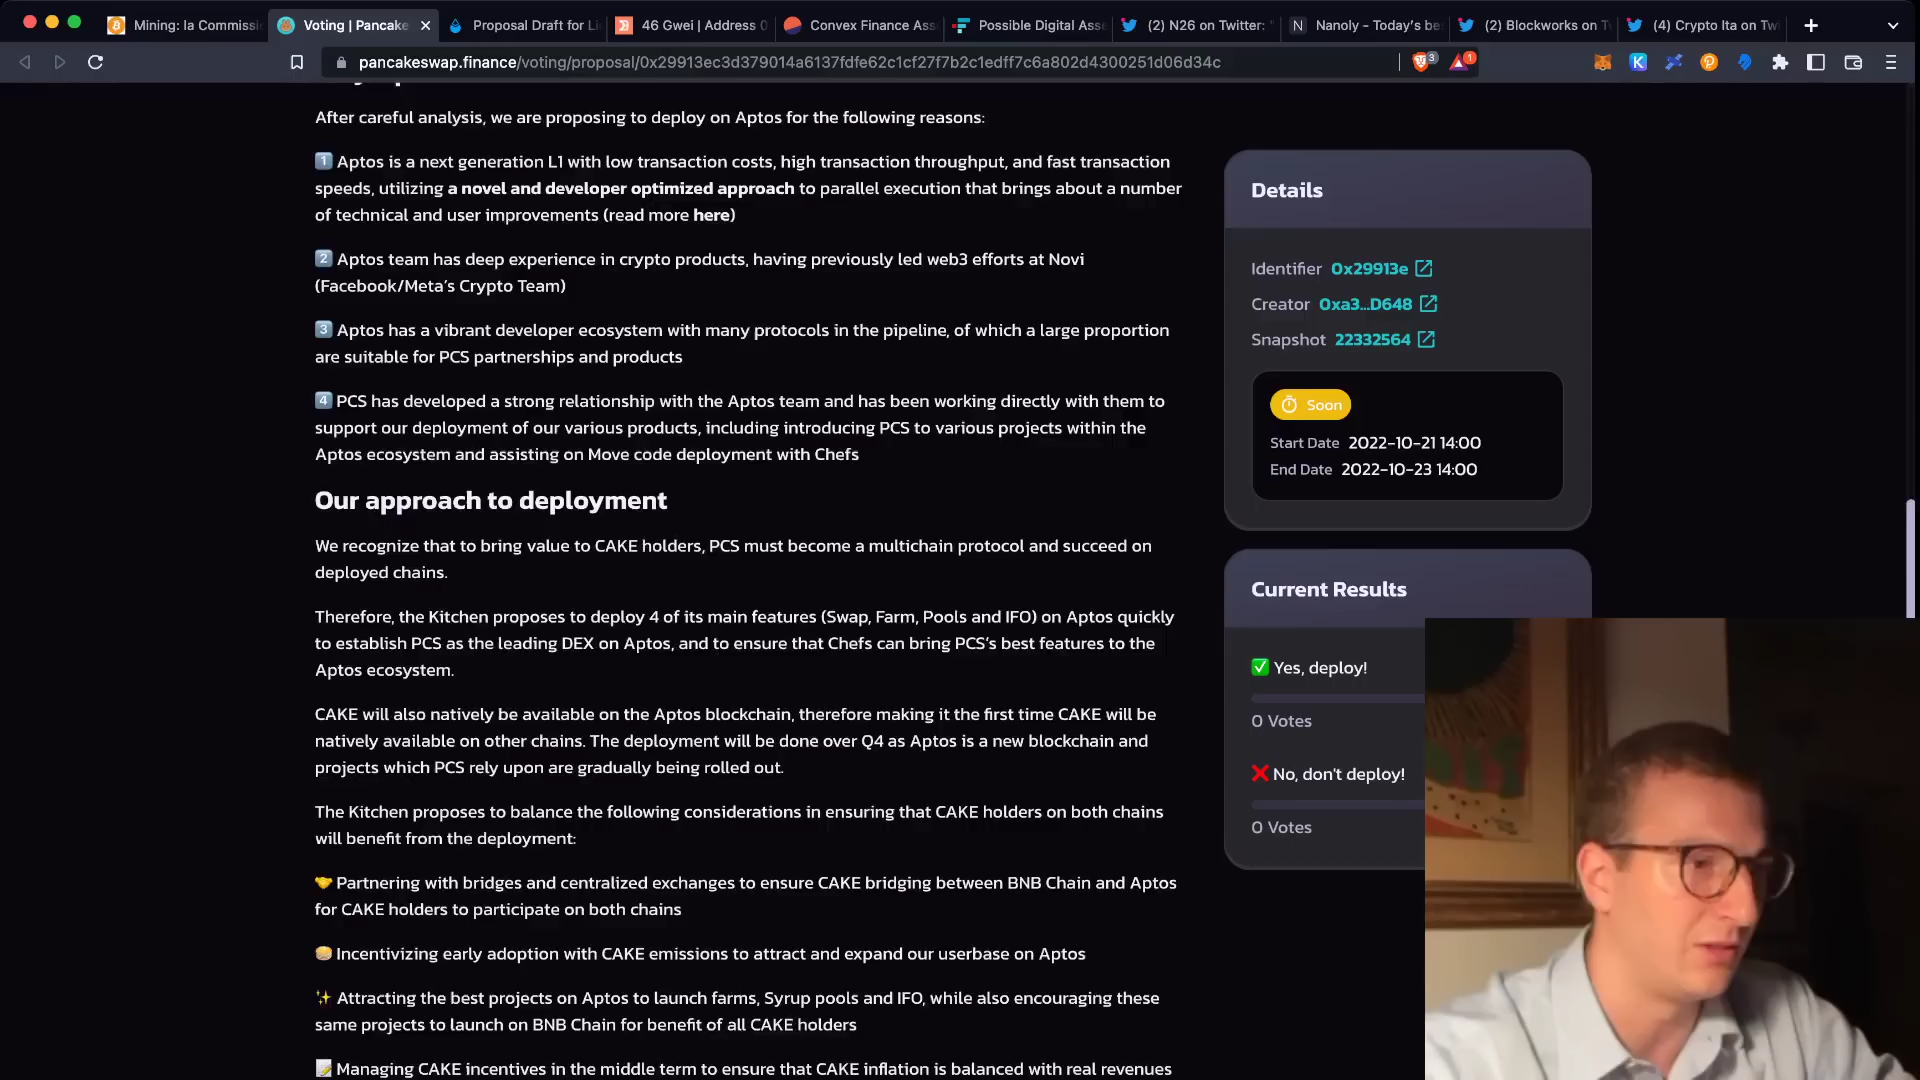 Mining: la Commissi
Voting | Pancake
Proposal Draft for Li
46 Gwei | Address 0
Convex Finance Ass
Possible Digital Asse
(2) N26 on Twitter: "
Nanoly - Today's be
(2) Blockworks on Tw
(4) Crypto Ita on Twi
pancakeswap.finance/voting/proposal/0x29913ec3d379014a6137fdfe62c1cf27f7b2c1edff7c6a802d4300251d06d34c
3
1
After careful analysis, we are proposing to deploy on Aptos for the following reasons:
1 Aptos is a next generation L1 with low transaction costs, high transaction throughput, and fast transaction
speeds, utilizing a novel and developer optimized approach to parallel execution that brings about a number
of technical and user improvements (read more here)
2 Aptos team has deep experience in crypto products, having previously led web3 efforts at Novi
(Facebook/Meta's Crypto Team)
3 Aptos has a vibrant developer ecosystem with many protocols in the pipeline, of which a large proportion
are suitable for PCS partnerships and products
4 PCS has developed a strong relationship with the Aptos team and has been working directly with them to
support our deployment of our various products, including introducing PCS to various projects within the
Aptos ecosystem and assisting on Move code deployment with Chefs
Our approach to deployment
We recognize that to bring value to CAKE holders, PCS must become a multichain protocol and succeed on
deployed chains.
Therefore, the Kitchen proposes to deploy 4 of its main features (Swap, Farm, Pools and IFO) on Aptos quickly
to establish PCS as the leading DEX on Aptos, and to ensure that Chefs can bring PCS's best features to the
Aptos ecosystem.
CAKE will also natively be available on the Aptos blockchain, therefore making it the first time CAKE will be
natively available on other chains. The deployment will be done over Q4 as Aptos is a new blockchain and
projects which PCS rely upon are gradually being rolled out.
The Kitchen proposes to balance the following considerations in ensuring that CAKE holders on both chains
will benefit from the deployment:
🤝 Partnering with bridges and centralized exchanges to ensure CAKE bridging between BNB Chain and Aptos
for CAKE holders to participate on both chains
🥞 Incentivizing early adoption with CAKE emissions to attract and expand our userbase on Aptos
✨ Attracting the best projects on Aptos to launch farms, Syrup pools and IFO, while also encouraging these
same projects to launch on BNB Chain for benefit of all CAKE holders
📝 Managing CAKE incentives in the middle term to ensure that CAKE inflation is balanced with real revenues
Details
Identifier 0x29913e
Creator 0xa3...D648
Snapshot 22332564
Soon
Start Date 2022-10-21 14:00
End Date 2022-10-23 14:00
Current Results
✅ Yes, deploy!
0 Votes
❌ No, don't deploy!
0 Votes